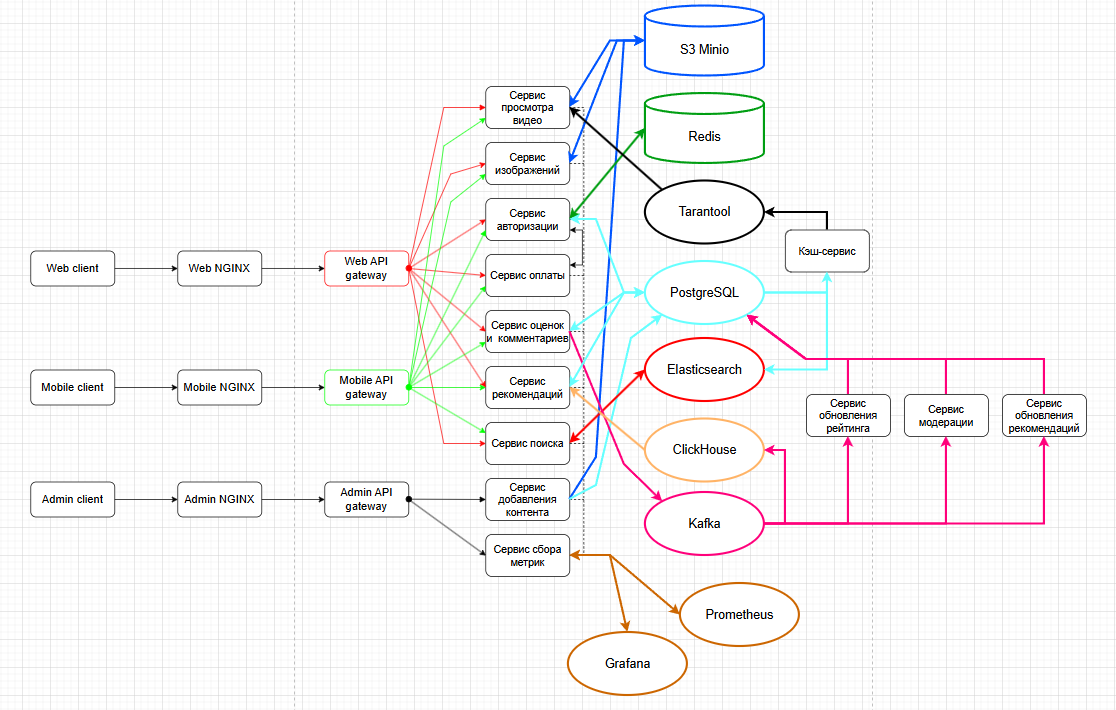 S3 Minio
Redis
Tarantool
PostgreSQL
Elasticsearch
ClickHouse
Kafka
Prometheus
Grafana
Сервис
просмотра
видео
Сервис
изображений
Сервис
авторизации
Сервис оплаты
Сервис оценок
и комментариев
Сервис
рекомендаций
Сервис поиска
Сервис
добавления
контента
Сервис сбора
метрик
Web client
Web NGINX
Web API
gateway
Mobile client
Mobile NGINX
Mobile API
gateway
Admin client
Admin NGINX
Admin API
gateway
Кэш-сервис
Сервис
обновления
рейтинга
Сервис
модерации
Сервис
обновления
рекомендаций